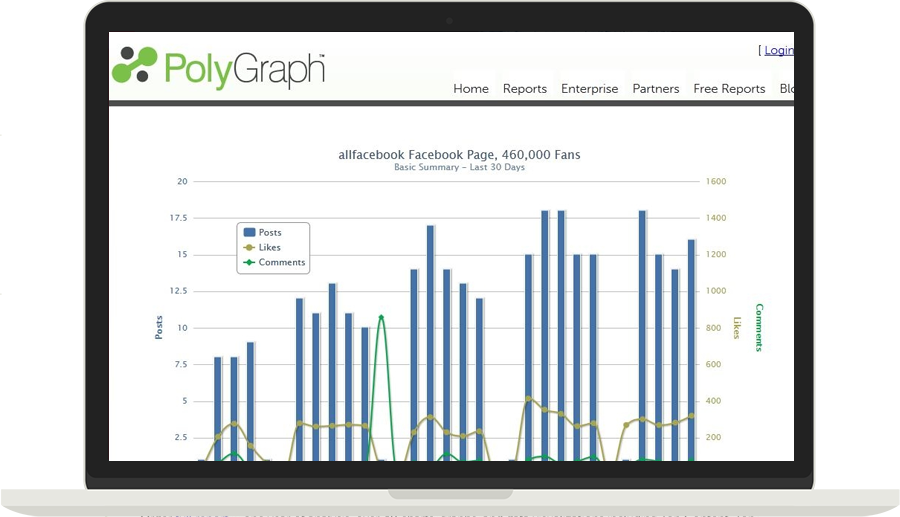 PolyGraph™
[ Login
Home Reports Enterprise Partners Free Reports Blo
allfacebook Facebook Page, 460,000 Fans
Basic Summary – Last 30 Days
20 1600
17.5 1400
Posts
Likes
Comments
15 1200
12.5 1000
10 800
7.5 600
5 400
2.5 200
Posts
Likes
Comments